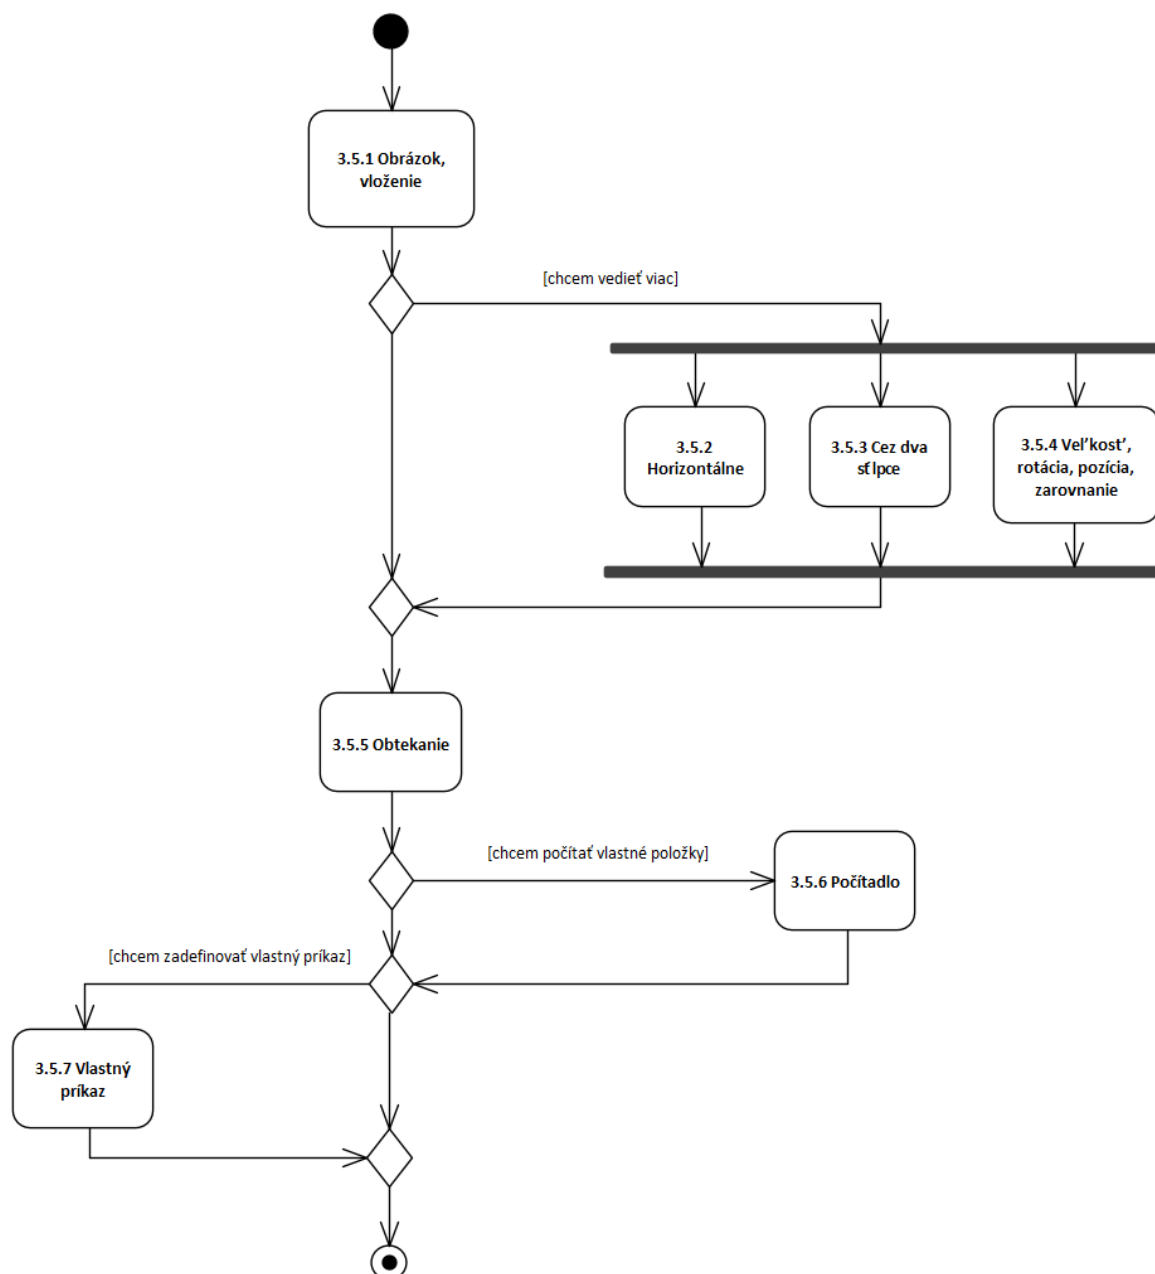 3.5.1 Obrázok,
vloženie
[chcem vedieť viac]
3.5.2
Horizontálne
3.5.3 Cez dva
sťlpce
3.5.4 Veľkosť,
rotácia, pozícia,
zarovnanie
3.5.5 Obtekanie
[chcem počítať vlastné položky]
3.5.6 Počítadlo
[chcem zadefinovať vlastný príkaz]
3.5.7 Vlastný
príkaz